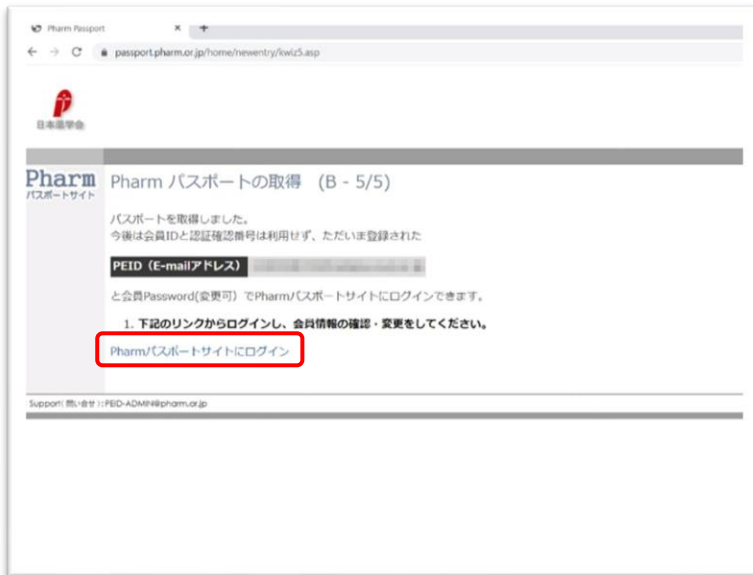 Pharm Passport
passport.pharm.or.jp/home/newentry/kwiz5.asp
日本薬学会
Pharm
パスポートサイト
Pharm パスポートの取得 (B - 5/5)
パスポートを取得しました。
今後は会員IDと認証確認番号は利用せず、ただいま登録された
PEID（E-mailアドレス）
と会員Password(変更可）でPharmパスポートサイトにログインできます。
1. 下記のリンクからログインし、会員情報の確認・変更をしてください。
Pharmパスポートサイトにログイン
Support(問い合せ):PEID-ADMIN@pharm.or.jp